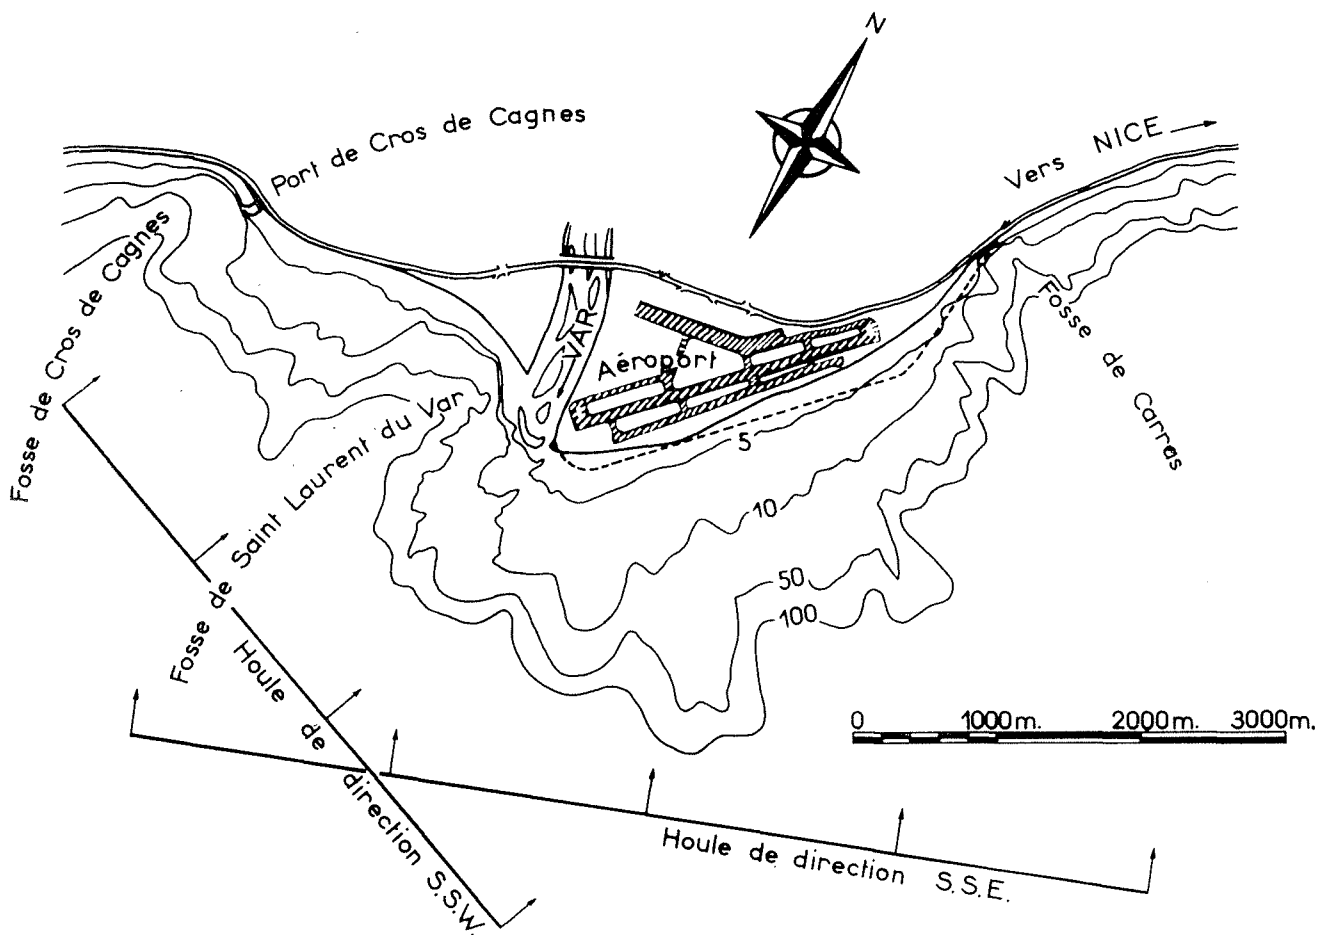 N
Port de Cros de Cagnes
Vers NICE
Fosse de Cros de Cagnes
VAR
Aéroport
Fosse de Carras
5
Fosse de Saint Laurent du Var
10
50
100
Houle de direction S.S.W.
0 1000m. 2000m. 3000m.
Houle de direction S.S.E.